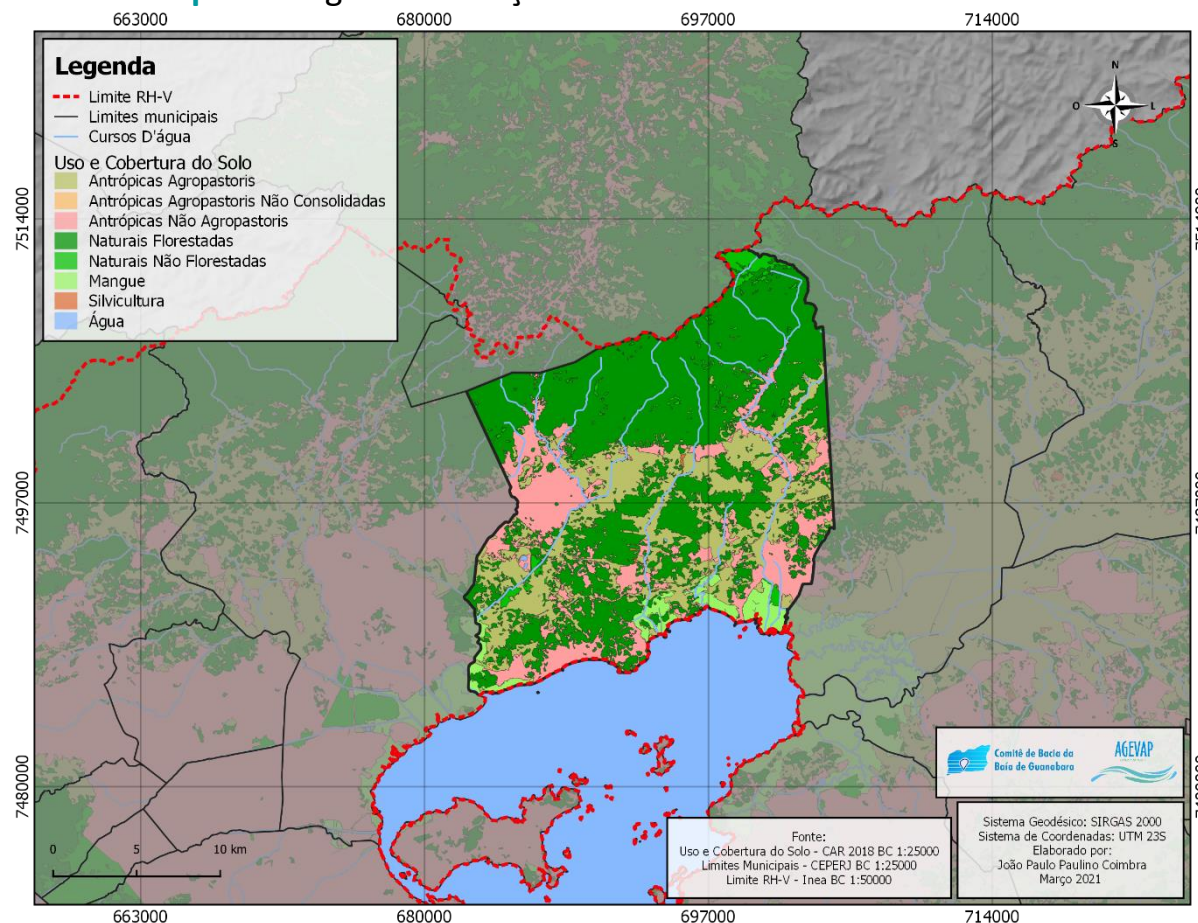 663000 680000 697000 714000
Legenda
Limite RH-V
Limites municipais
Cursos D'água
Uso e Cobertura do Solo
Antrópicas Agropastoris
Antrópicas Agropastoris Não Consolidadas
Antrópicas Não Agropastoris
Naturais Florestadas
Naturais Não Florestadas
Mangue
Silvicultura
Água
N
O L
S
7514000
7497000
7480000
Comitê de Bacia da
Baía de Guanabara
AGEVAP
Fonte:
Uso e Cobertura do Solo - CAR 2018 BC 1:25000
Limites Municipais - CEPERJ BC 1:25000
Limite RH-V - Inea BC 1:50000
Sistema Geodésico: SIRGAS 2000
Sistema de Coordenadas: UTM 23S
Elaborado por:
João Paulo Paulino Coimbra
Março 2021
0 5 10 km
663000 680000 697000 714000